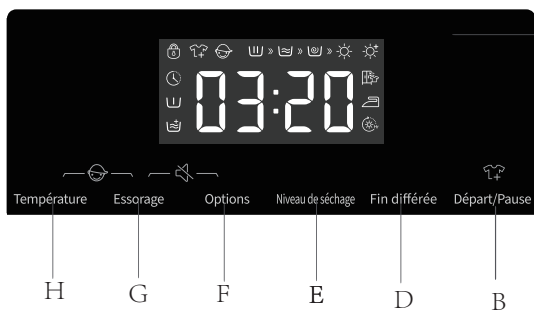 03:20
Température Essorage Options Niveau de séchage Fin différée Départ/Pause
H G F E D B